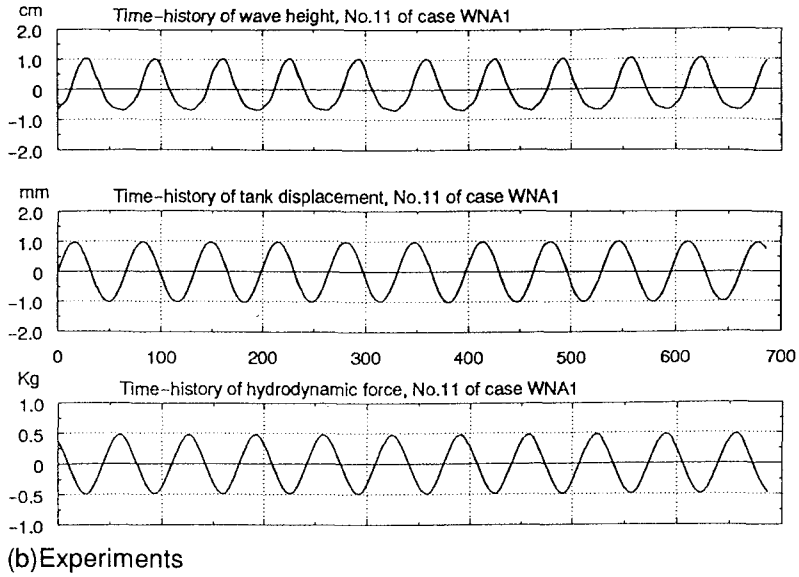 cm
Time-history of wave height, No.11 of case WNA1
2.0
1.0
0
-1.0
-2.0
mm
Time-history of tank displacement, No.11 of case WNA1
2.0
1.0
0
-1.0
-2.0
0 100 200 300 400 500 600 700
Kg
Time-history of hydrodynamic force, No.11 of case WNA1
1.0
0.5
0
-0.5
-1.0
(b)Experiments